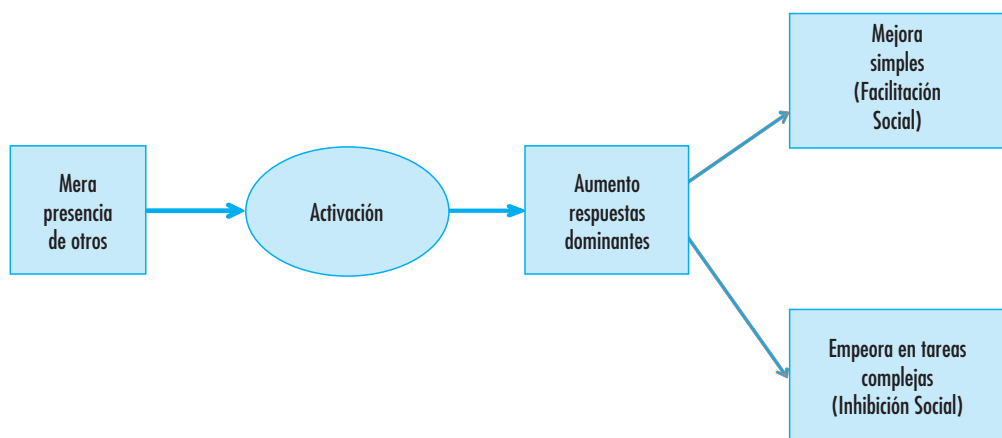 Mera
presencia
de otros
Activación
Aumento
respuestas
dominantes
Mejora
simples
(Facilitación
Social)
Empeora en tareas
complejas
(Inhibición Social)